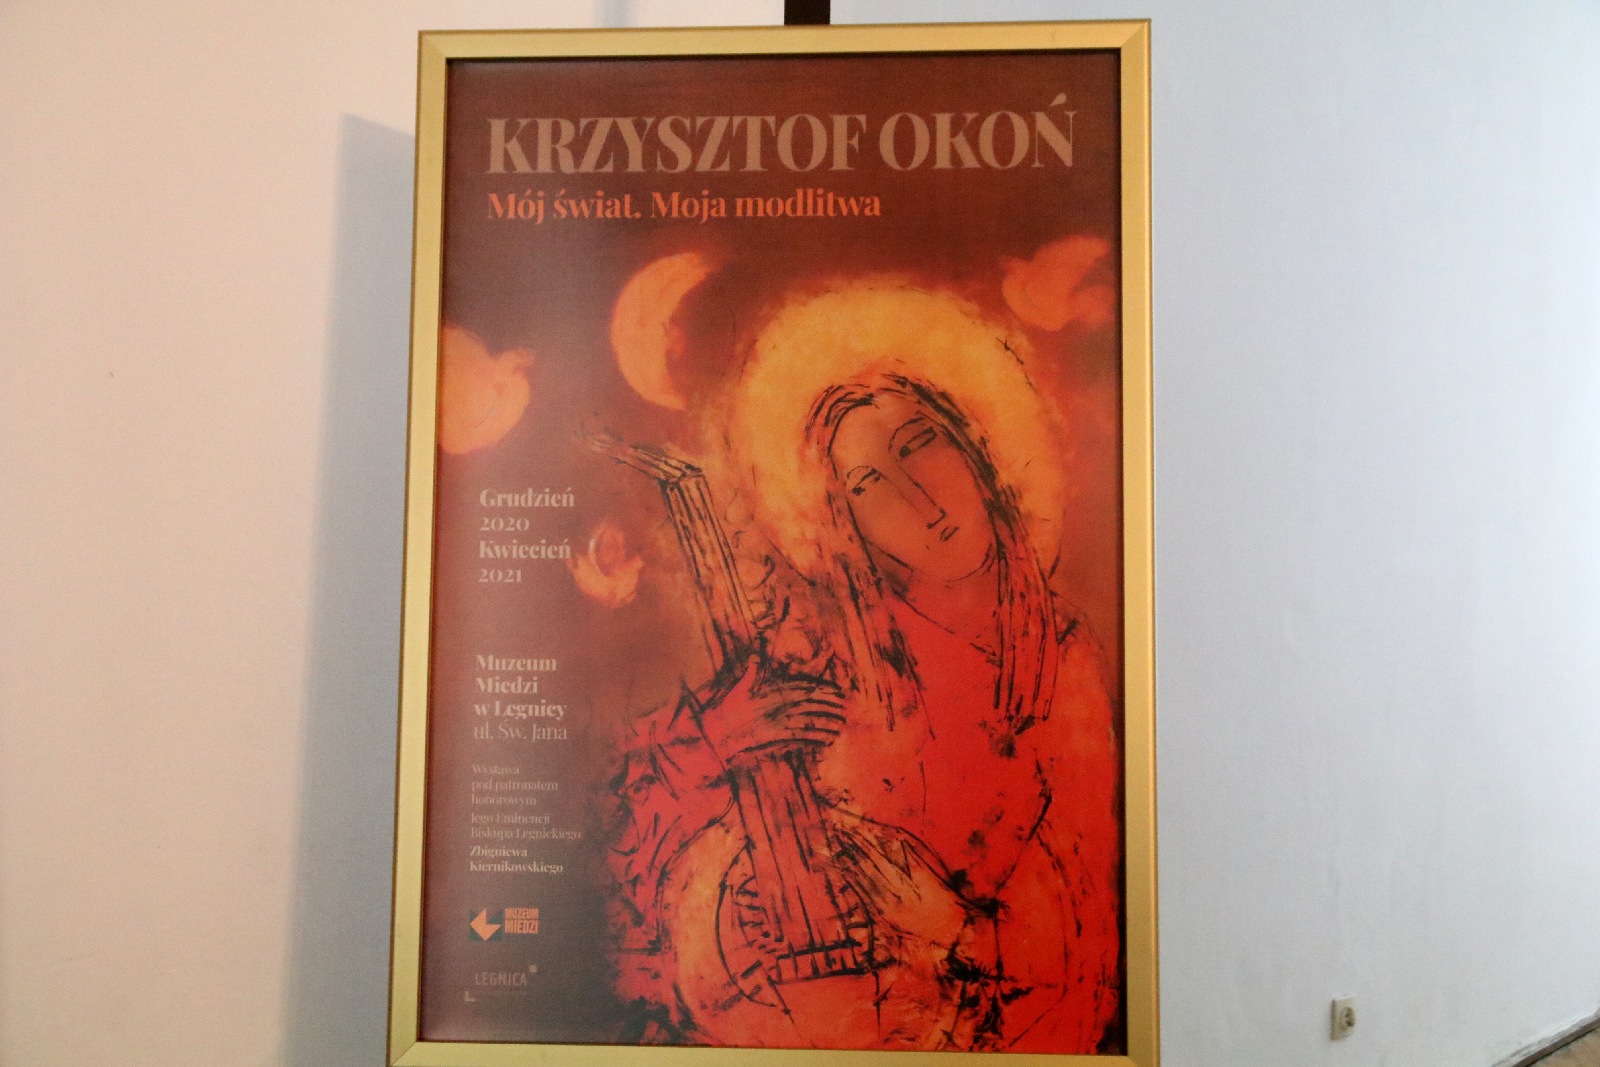 KRZYSZTOF OKOŃ
Mój świat. Moja modlitwa
Grudzień
2020
Kwiecień
2021
Muzeum
Miedzi
w Legnicy
ul. Św. Jana
Wystawa
pod patronatem
honorowym
Jego Eminencji
Biskupa Legnickiego
Zbigniewa
Kiernikowskiego
MUZEUM
MIEDZI
LEGNICA